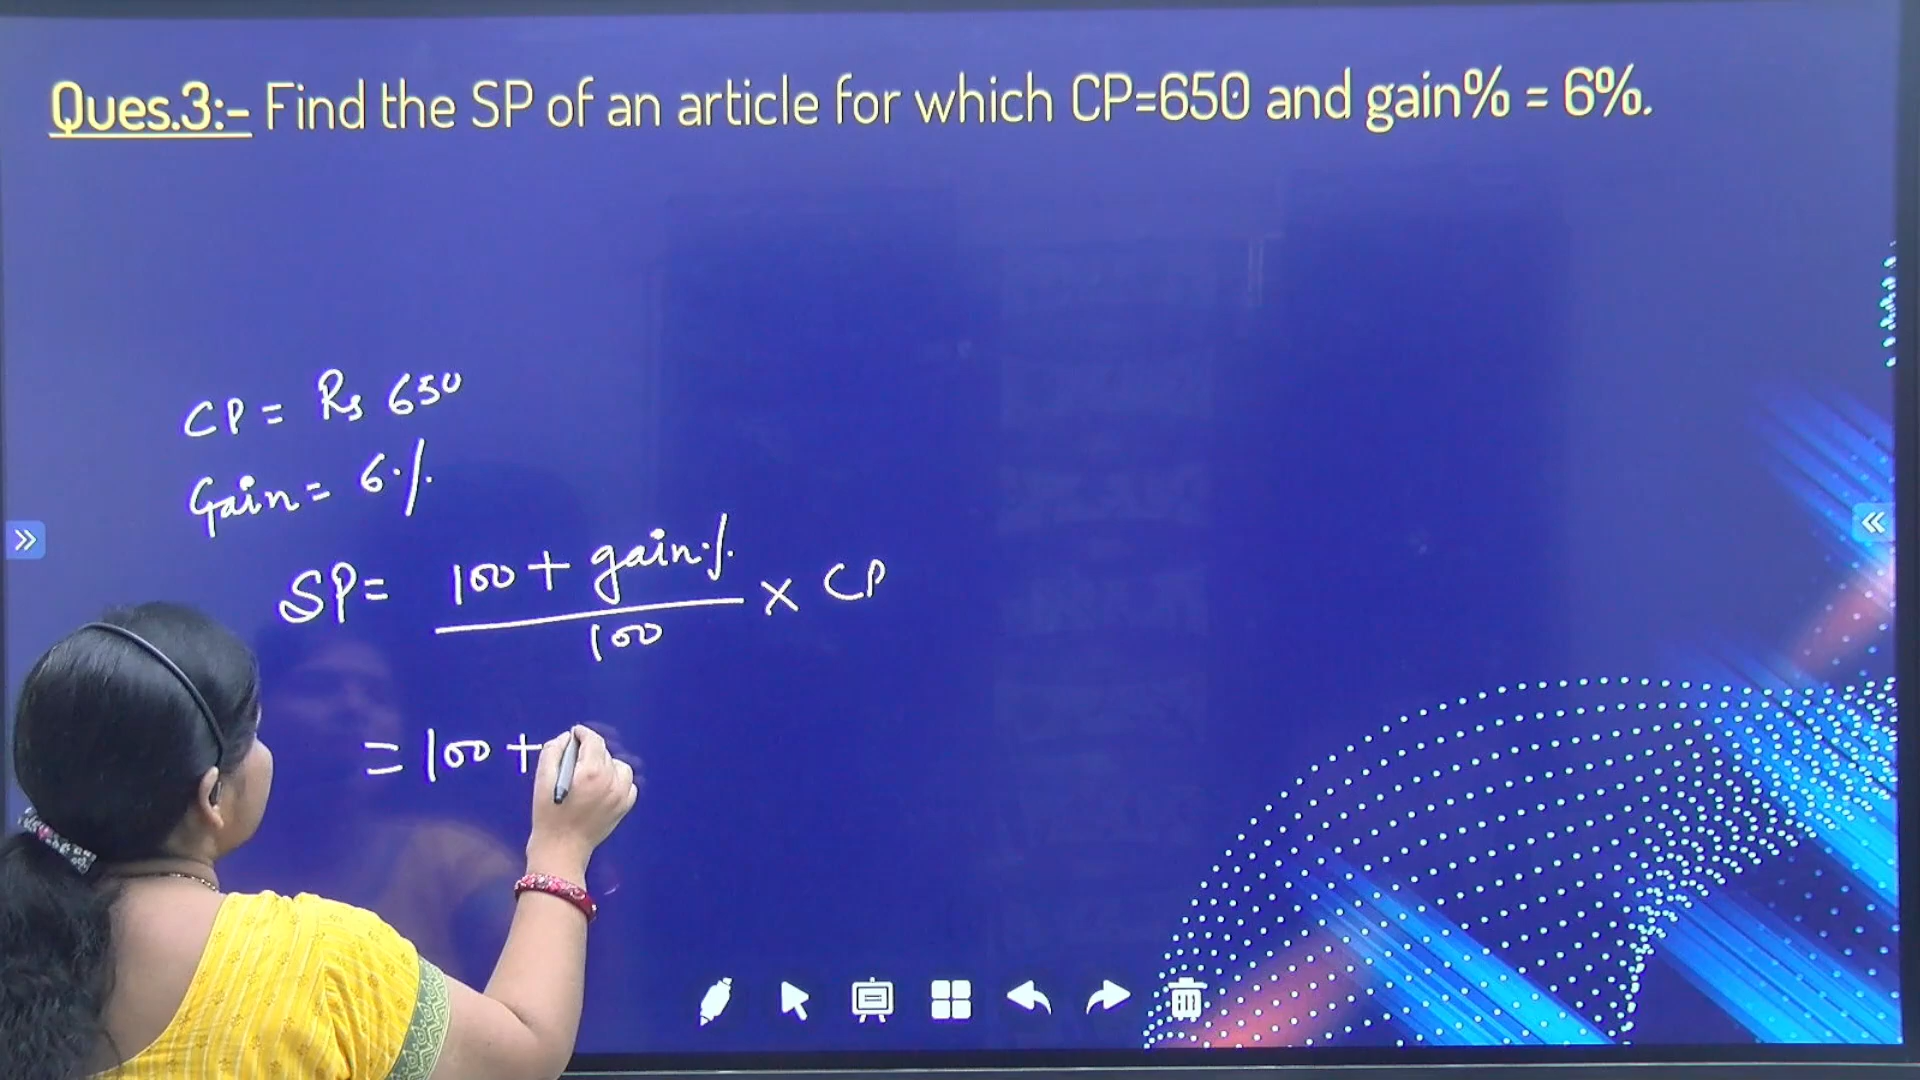 Ques.3:- Find the SP of an article for which CP=650 and gain% = 6%.
CP = Rs 650
Gain = 6%
SP = 100 + gain% / 100 × CP
= 100 +